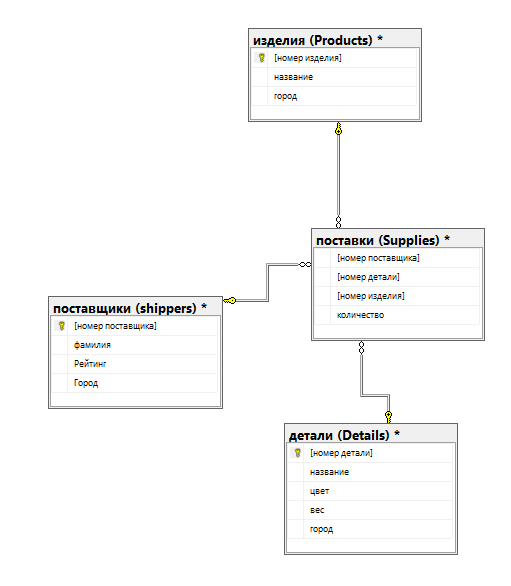 изделия (Products) *
[номер изделия]
название
город
поставки (Supplies) *
[номер поставщика]
[номер детали]
[номер изделия]
количество
поставщики (shippers) *
[номер поставщика]
фамилия
Рейтинг
Город
детали (Details) *
[номер детали]
название
цвет
вес
город